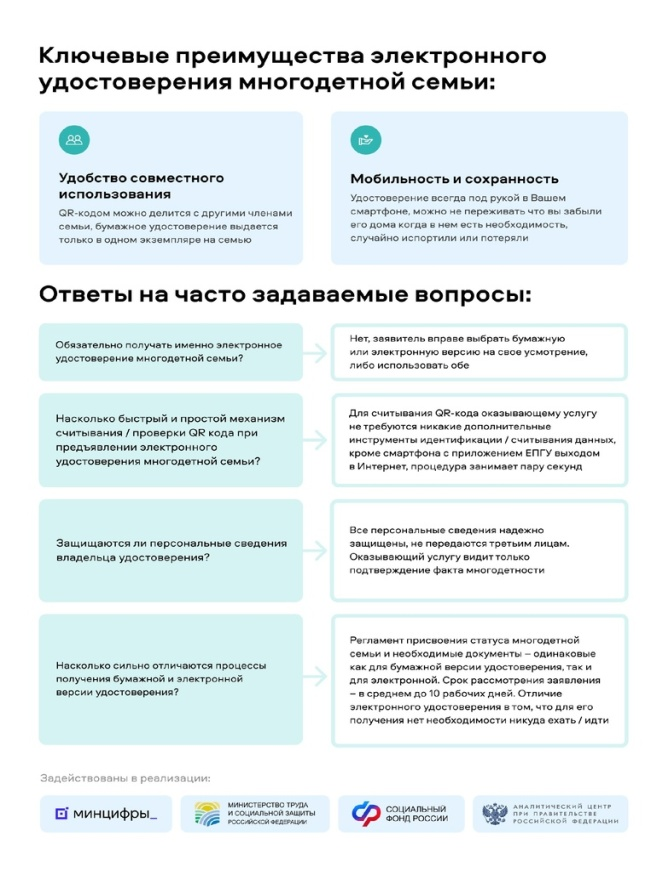 Ключевые преимущества электронного
удостоверения многодетной семьи:
Удобство совместного
использования
QR-кодом можно делится с другими членами
семьи, бумажное удостоверение выдается
только в одном экземпляре на семью
Мобильность и сохранность
Удостоверение всегда под рукой в Вашем
смартфоне, можно не переживать что вы забыли
его дома когда в нем есть необходимость,
случайно испортили или потеряли
Ответы на часто задаваемые вопросы:
Обязательно получать именно электронное
удостоверение многодетной семьи?
Нет, заявитель вправе выбрать бумажную
или электронную версию на свое усмотрение,
либо использовать обе
Насколько быстрый и простой механизм
считывания / проверки QR кода при
предъявлении электронного
удостоверения многодетной семьи?
Для считывания QR-кода оказывающему услугу
не требуются никакие дополнительные
инструменты идентификации / считывания данных,
кроме смартфона с приложением ЕПГУ выходом
в Интернет, процедура занимает пару секунд
Защищаются ли персональные сведения
владельца удостоверения?
Все персональные сведения надежно
защищены, не передаются третьим лицам.
Оказывающий услугу видит только
подтверждение факта многодетности
Насколько сильно отличаются процессы
получения бумажной и электронной
версии удостоверения?
Регламент присвоения статуса многодетной
семьи и необходимые документы – одинаковые
как для бумажной версии удостоверения, так и
для электронной. Срок рассмотрения заявления
– в среднем до 10 рабочих дней. Отличие
электронного удостоверения в том, что для его
получения нет необходимости никуда ехать / идти
Задействованы в реализации:
минцифры_
МИНИСТЕРСТВО ТРУДА
И СОЦИАЛЬНОЙ ЗАЩИТЫ
РОССИЙСКОЙ ФЕДЕРАЦИИ
СОЦИАЛЬНЫЙ
ФОНД РОССИИ
АНАЛИТИЧЕСКИЙ ЦЕНТР
ПРИ ПРАВИТЕЛЬСТВЕ
РОССИЙСКОЙ ФЕДЕРАЦИИ